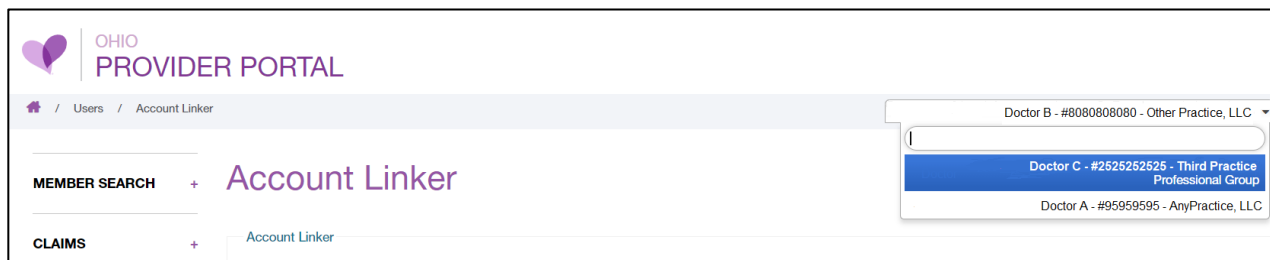 OHIO
PROVIDER PORTAL
/ Users / Account Linker
Doctor B - #8080808080 - Other Practice, LLC
Doctor C - #2525252525 - Third Practice
Professional Group
Doctor A - #95959595 - AnyPractice, LLC
MEMBER SEARCH +
Account Linker
CLAIMS +
Account Linker